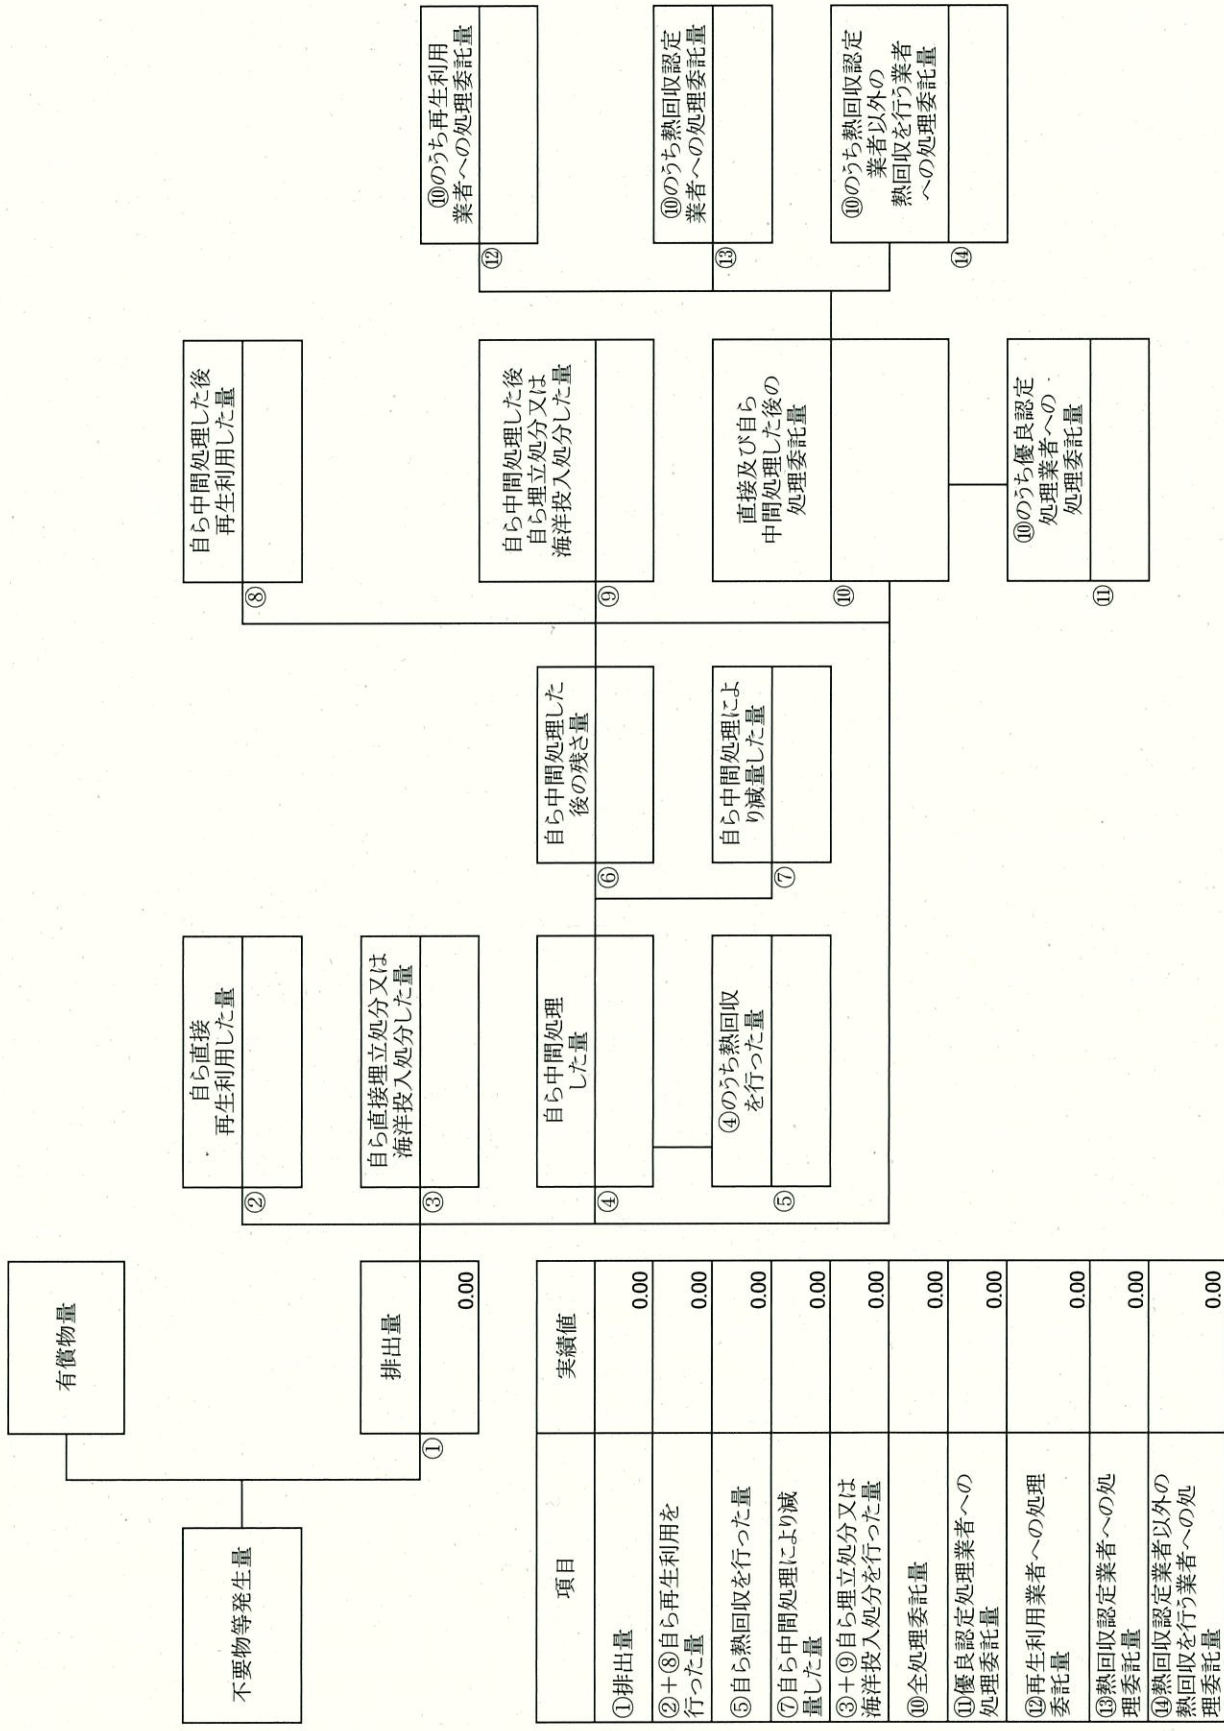 不要物等発生量
有償物量
①
排出量
0.00
②
自ら直接
再生利用した量
③
自ら直接埋立処分又は
海洋投入処分した量
④
自ら中間処理
した量
⑤
④のうち熱回収
を行った量
⑥
自ら中間処理した
後の残さ量
⑦
自ら中間処理によ
り減量した量
⑧
自ら中間処理した後
再生利用した量
⑨
自ら中間処理した後
自ら埋立処分又は
海洋投入処分した量
⑩
直接及び自ら
中間処理した後の
処理委託量
⑪
⑩のうち優良認定
処理業者への
処理委託量
⑫
⑩のうち再生利用
業者への処理委託量
⑬
⑩のうち熱回収認定
業者への処理委託量
⑭
⑩のうち熱回収認定
業者以外の
熱回収を行う業者
への処理委託量
項目
実績値
①排出量
0.00
②+⑧自ら再生利用を
行った量
0.00
⑤自ら熱回収を行った量
0.00
⑦自ら中間処理により減
量した量
0.00
③+⑨自ら埋立処分又は
海洋投入処分を行った量
0.00
⑩全処理委託量
0.00
⑪優良認定処理業者への
処理委託量
0.00
⑫再生利用業者への処理
委託量
0.00
⑬熱回収認定業者への処
理委託量
0.00
⑭熱回収認定業者以外の
熱回収を行う業者への処
理委託量
0.00